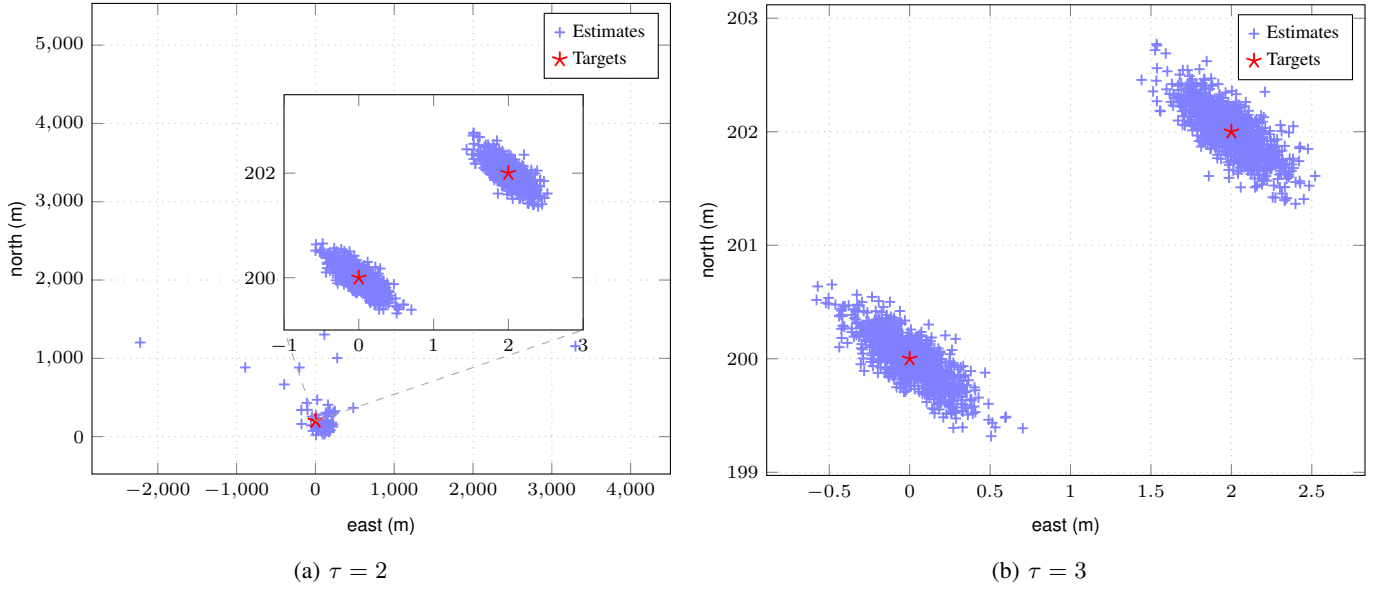 5,000
4,000
3,000
2,000
1,000
0
north (m)
−2,000 −1,000 0 1,000 2,000 3,000 4,000
east (m)
Estimates
Targets
202
200
−1 0 1 2 3
(a) τ = 2
203
202
201
200
199
north (m)
−0.5 0 0.5 1 1.5 2 2.5
east (m)
Estimates
Targets
(b) τ = 3